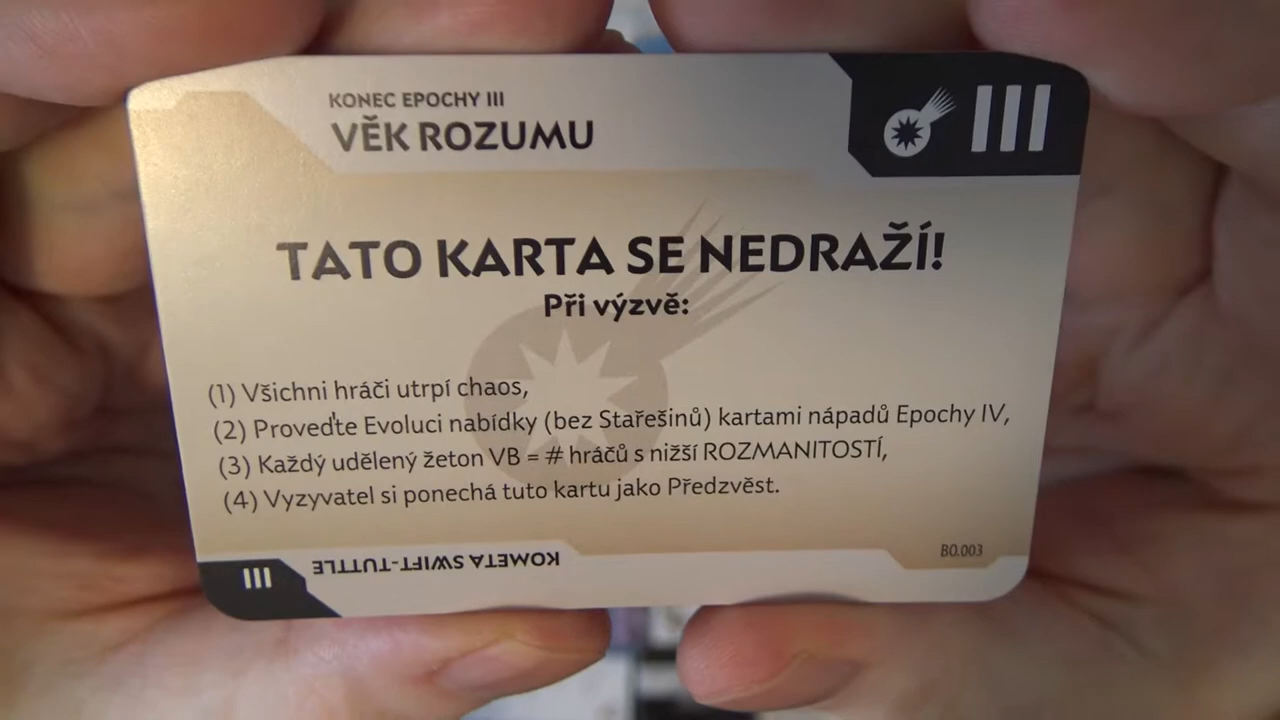 KONEC EPOCHY III
VĚK ROZUMU
III
TATO KARTA SE NEDRAŽÍ!
Při výzvě:
(1) Všichni hráči utrpí chaos,
(2) Proveďte Evoluci nabídky (bez Stařešinů) kartami nápadů Epochy IV,
(3) Každý udělený žeton VB = # hráčů s nižší ROZMANITOSTÍ,
(4) Vyzyvatel si ponechá tuto kartu jako Předzvěst.
BO.003
III
KOMETA SWIFT-TUTTLE